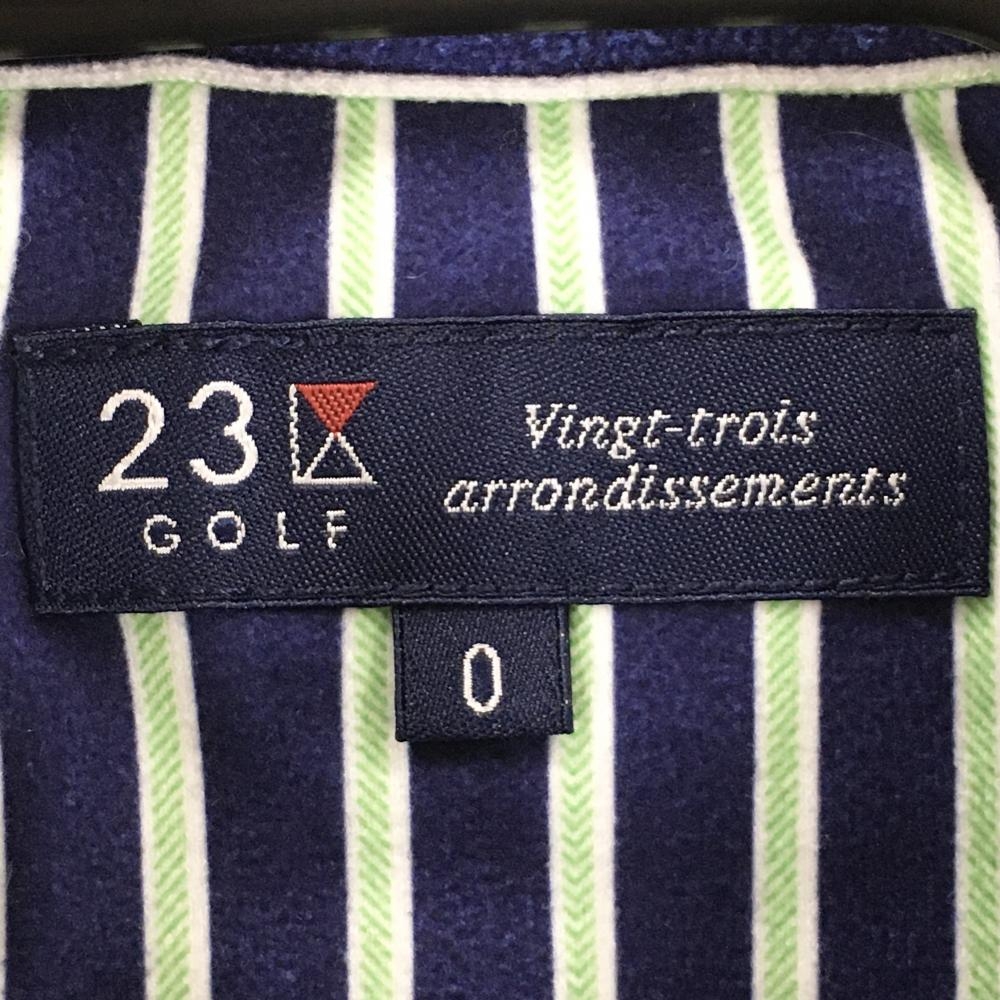 23
GOLF
Vingt-trois
arrondissements
0